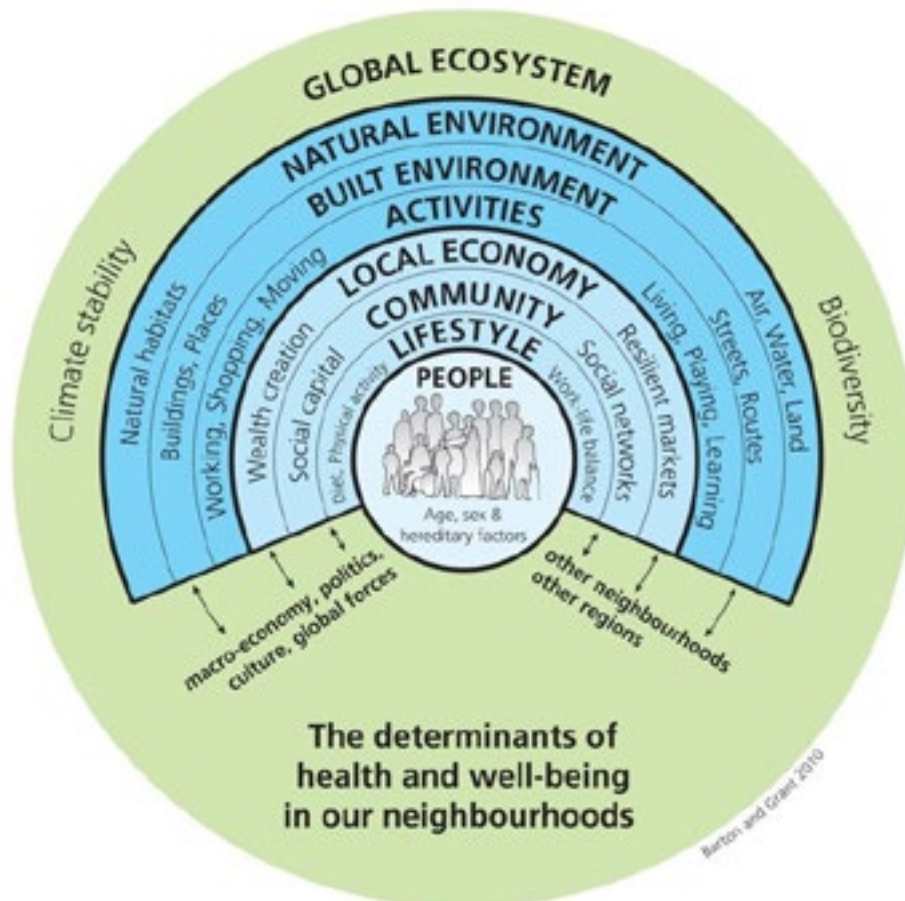 GLOBAL ECOSYSTEM
NATURAL ENVIRONMENT
BUILT ENVIRONMENT
ACTIVITIES
LOCAL ECONOMY
COMMUNITY
LIFESTYLE
PEOPLE
Age, sex &
hereditary factors
Climate stability
Natural habitats
Buildings, Places
Working, Shopping, Moving
Wealth creation
Social capital
Diet, Physical activity
Work-life balance
Social networks
Resilient markets
Living, Playing, Learning
Streets, Routes
Air, Water, Land
Biodiversity
macro-economy, politics,
culture, global forces
other neighbourhoods
other regions
The determinants of
health and well-being
in our neighbourhoods
Barton and Grant 2010